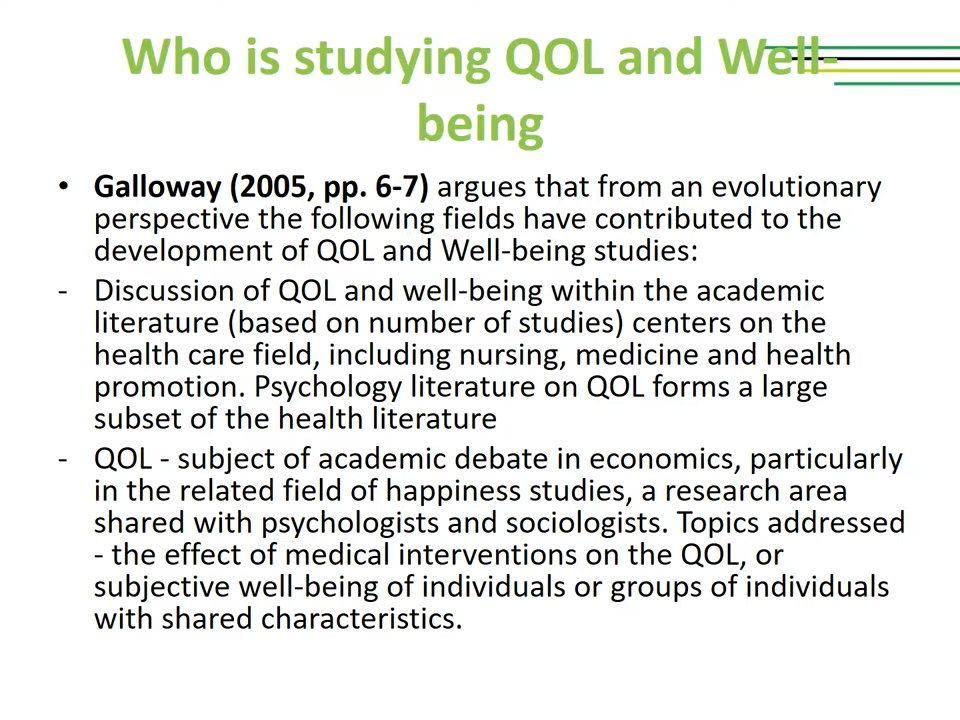 Who is studying QOL and Well-
being
• Galloway (2005, pp. 6-7) argues that from an evolutionary
perspective the following fields have contributed to the
development of QOL and Well-being studies:
- Discussion of QOL and well-being within the academic
literature (based on number of studies) centers on the
health care field, including nursing, medicine and health
promotion. Psychology literature on QOL forms a large
subset of the health literature
- QOL - subject of academic debate in economics, particularly
in the related field of happiness studies, a research area
shared with psychologists and sociologists. Topics addressed
- the effect of medical interventions on the QOL, or
subjective well-being of individuals or groups of individuals
with shared characteristics.